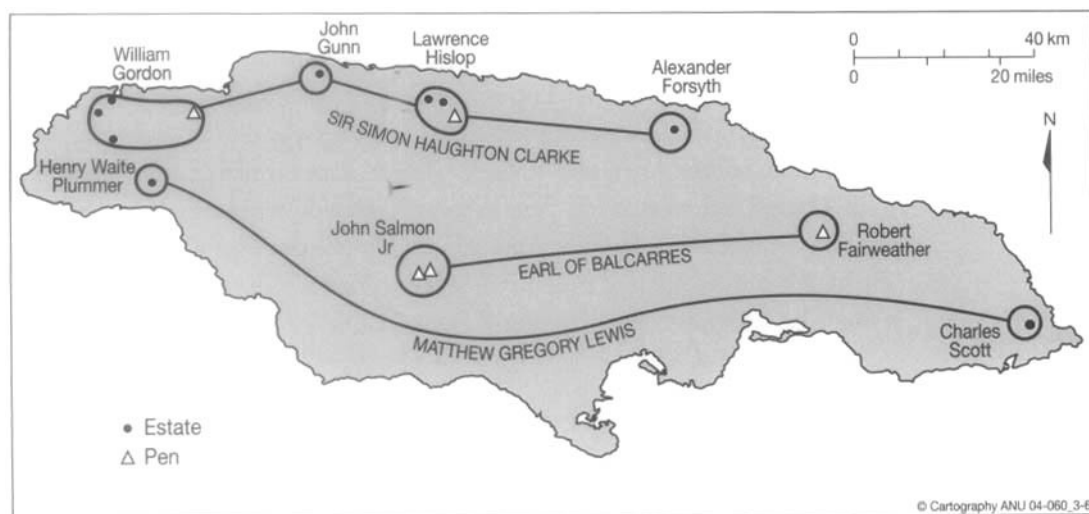 William
Gordon
John
Gunn
Lawrence
Hislop
Alexander
Forsyth
0 40 km
0 20 miles
N
SIR SIMON HAUGHTON CLARKE
Henry Waite
Plummer
John Salmon
Jr
EARL OF BALCARRES
Robert
Fairweather
MATTHEW GREGORY LEWIS
Charles
Scott
Estate
Pen
© Cartography ANU 04-060_3-6